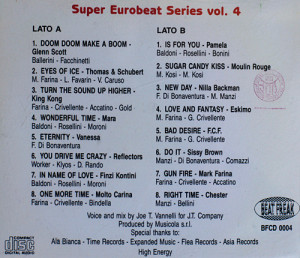 Super Eurobeat Series vol. 4
LATO A
1. DOOM DOOM MAKE A BOOM -
Glenn Scott
Ballerini - Facchinetti
2. EYES OF ICE - Thomas & Schubert
M. Farina - L. Favarin - V. Caruso
3. TURN THE SOUND UP HIGHER -
King Kong
Farina - Crivellente - Accatino - Gold
4. WONDERFUL TIME - Mara
Baldoni - Rosellini - Moroni
5. ETERNITY - Vanessa
F. Di Bonaventura
6. YOU DRIVE ME CRAZY - Reflectors
Worker - Klyos - D. Rando
7. IN NAME OF LOVE - Finzi Kontini
Baldoni - Rosellini - Moroni
8. ONE MORE TIME - Molto Carina
Farina - Crivellente - Bindella
LATO B
1. IS FOR YOU - Pamela
Baldoni - Rosellini - Bonini
2. SUGAR CANDY KISS - Moulin Rouge
M. Kosi - M. Kosi
3. NEW DAY - Nilla Backman
F. Di Bonaventura - M. Manzi
4. LOVE AND FANTASY - Eskimo
M. Farina - G. Crivellente
5. BAD DESIRE - F.C.F.
M. Farina - G. Crivellente
6. DO IT - Sissy Brown
Manzi - Di Bonaventura - Comazzi
7. GUN FIRE - Mark Farina
Farina - Crivellente - Accatino
8. RIGHT TIME - Chester
Manzi - Bellini
Voice and mix by Joe T. Vannelli for J.T. Company
Produced by Musicola s.r.l.
Special thanks to:
Als Bianca - Time Records - Expanded Music - Flea Records - Asia Records
High Energy
COMPACT
disc
DIGITAL AUDIO
BEAT FREAK
BFCD 0004